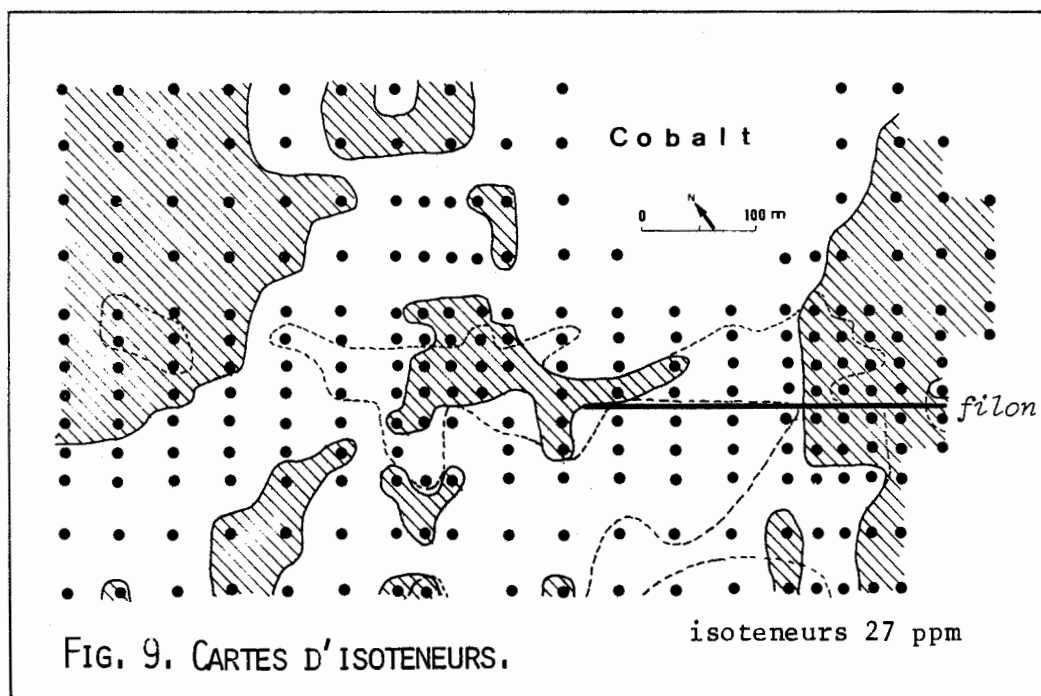 Cobalt
N
0 100 m
filon
isoteneurs 27 ppm
FIG. 9. CARTES D'ISOTENEURS.